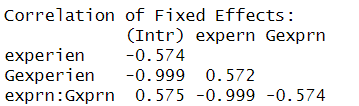 Correlation of Fixed Effects:
(Intr) expern Gexprn
experien -0.574
Gexperien -0.999 0.572
exprn:Gxprn 0.575 -0.999 -0.574